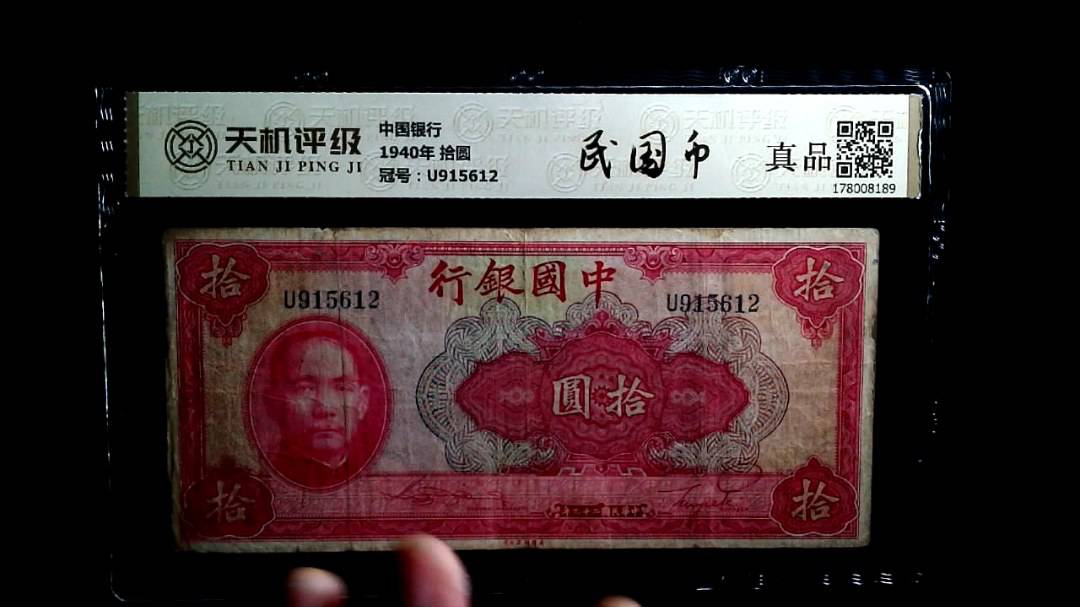 天机评级
TIAN JI PING JI
中国银行
1940年 拾圆
冠号：U915612
民国币
真品
178008189
拾
行銀國中
拾
U915612
U915612
圓拾
拾
拾